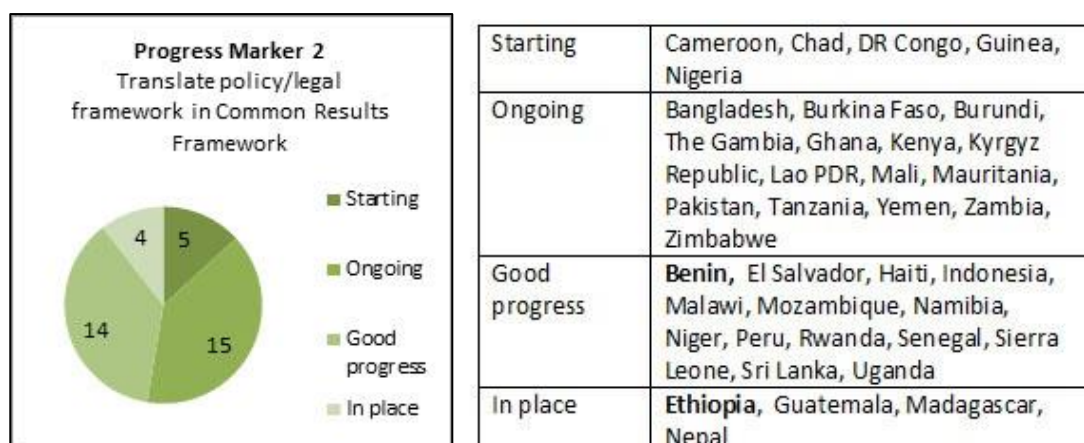 Progress Marker 2
Translate policy/legal
framework in Common Results
Framework
Starting
Ongoing
Good
progress
In place
4
5
14
15
Starting
Cameroon, Chad, DR Congo, Guinea,
Nigeria
Ongoing
Bangladesh, Burkina Faso, Burundi,
The Gambia, Ghana, Kenya, Kyrgyz
Republic, Lao PDR, Mali, Mauritania,
Pakistan, Tanzania, Yemen, Zambia,
Zimbabwe
Good
progress
Benin, El Salvador, Haiti, Indonesia,
Malawi, Mozambique, Namibia,
Niger, Peru, Rwanda, Senegal, Sierra
Leone, Sri Lanka, Uganda
In place
Ethiopia, Guatemala, Madagascar,
Nepal